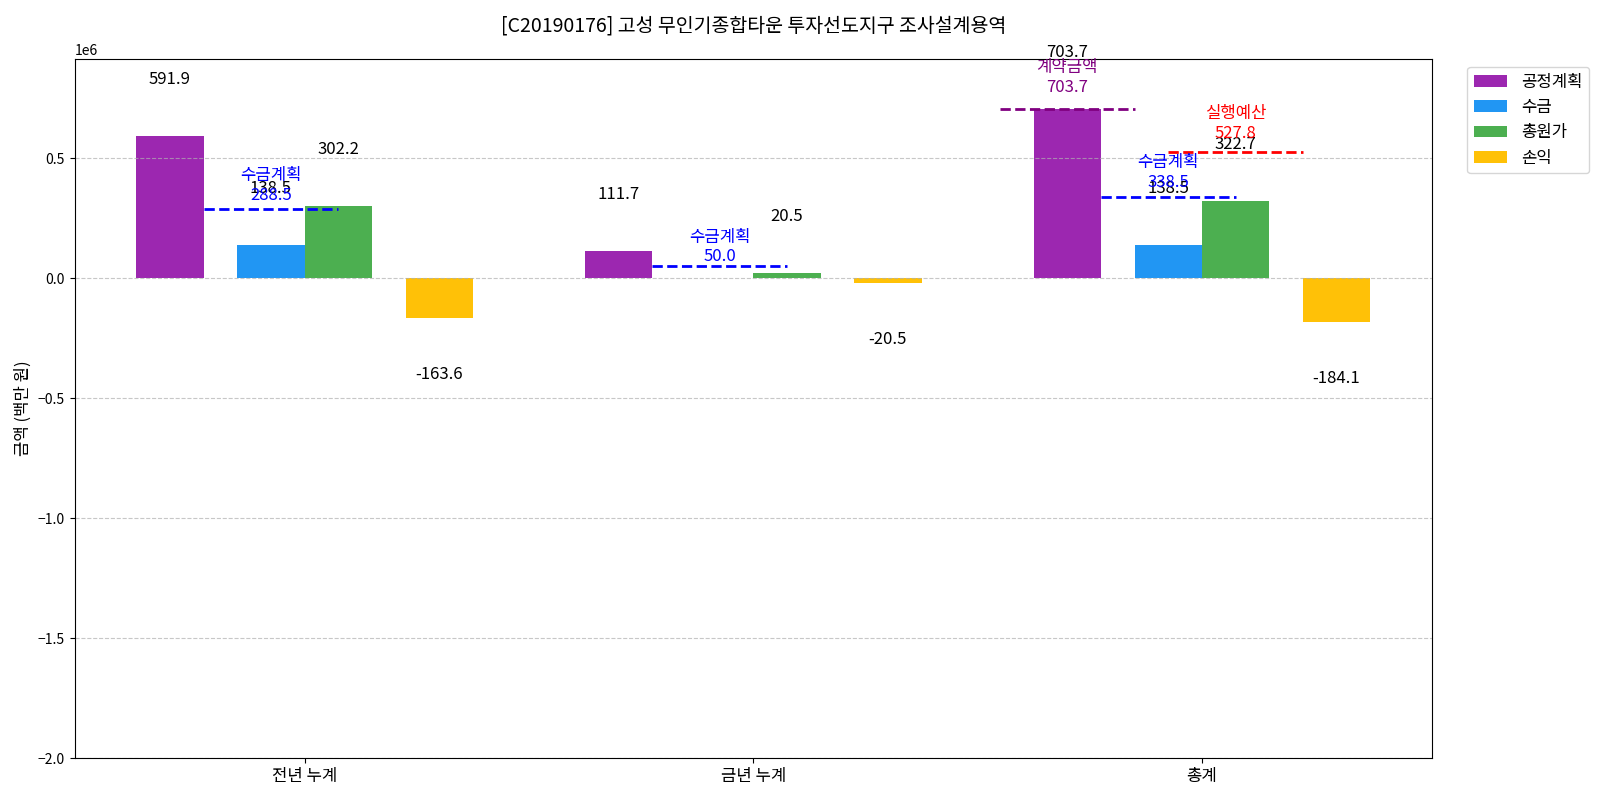 [C20190176] 고성 무인기종합타운 투자선도지구 조사설계용역
1e6
금액 (백만 원)
0.5
0.0
−0.5
−1.0
−1.5
−2.0
591.9
수금계획
138.5
288.5
302.2
-163.6
111.7
수금계획
50.0
20.5
-20.5
703.7
계약금액
703.7
수금계획
338.5
138.5
실행예산
527.8
322.7
-184.1
전년 누계
금년 누계
총계
공정계획
수금
총원가
손익